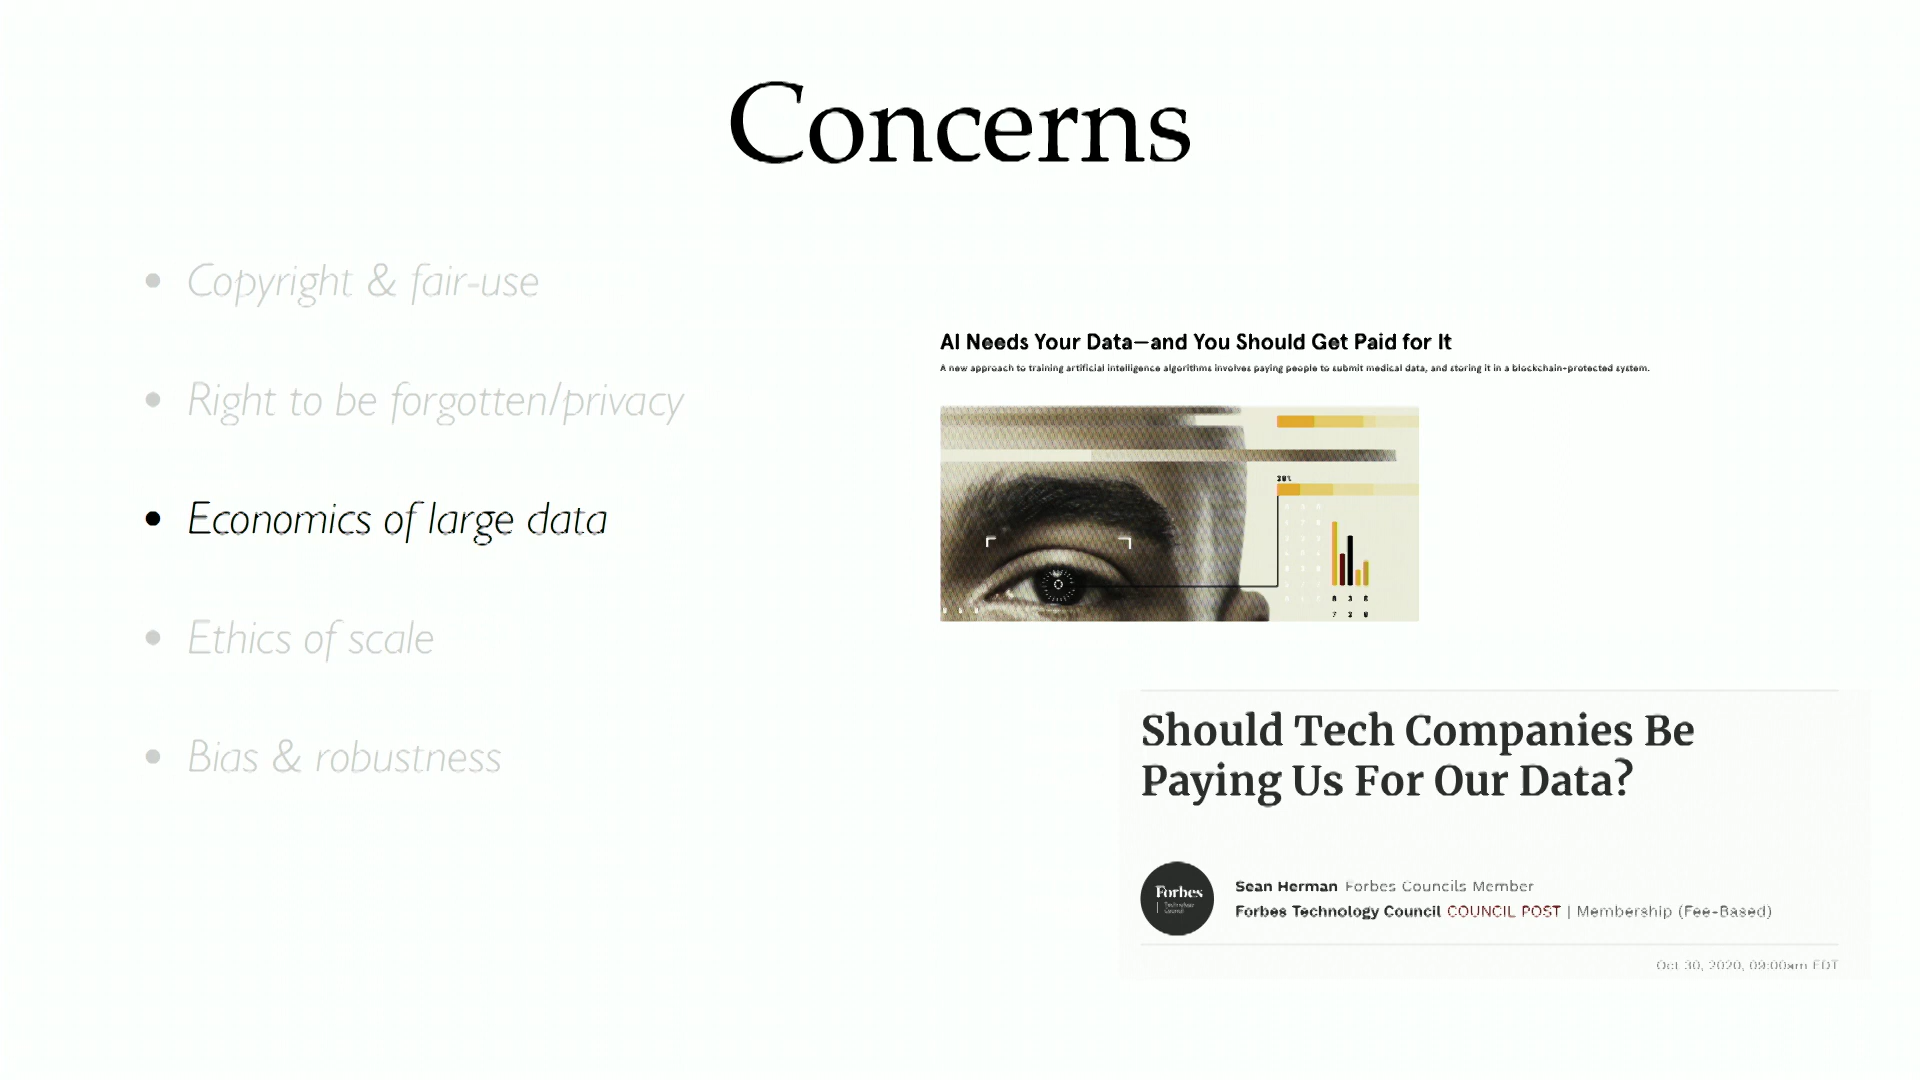 Concerns
• Copyright & fair-use
• Right to be forgotten/privacy
• Economics of large data
• Ethics of scale
• Bias & robustness
AI Needs Your Data—and You Should Get Paid for It
A new approach to training artificial intelligence algorithms involves paying people to submit medical data, and storing it in a blockchain-protected system.
Should Tech Companies Be
Paying Us For Our Data?
Forbes
Technology
Council
Sean Herman Forbes Councils Member
Forbes Technology Council COUNCIL POST | Membership (Fee-Based)
Oct 30, 2020, 09:00am EDT